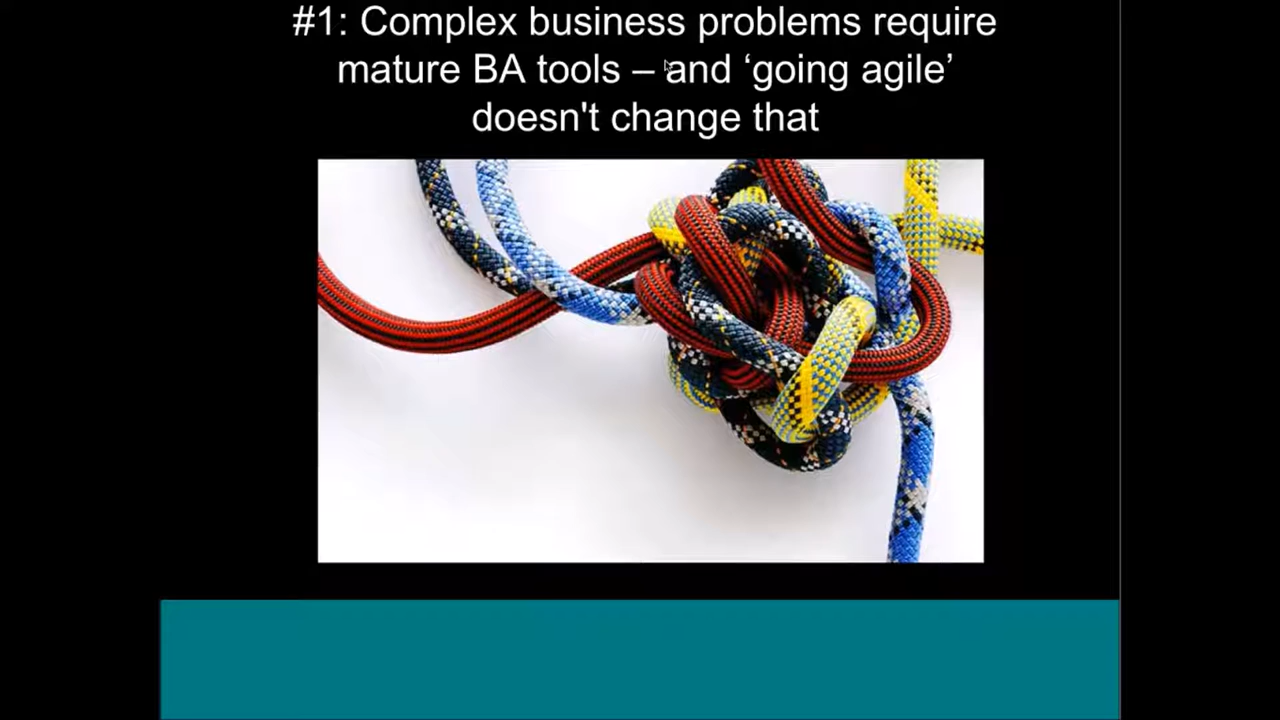 #1: Complex business problems require
mature BA tools – and ‘going agile’
doesn't change that